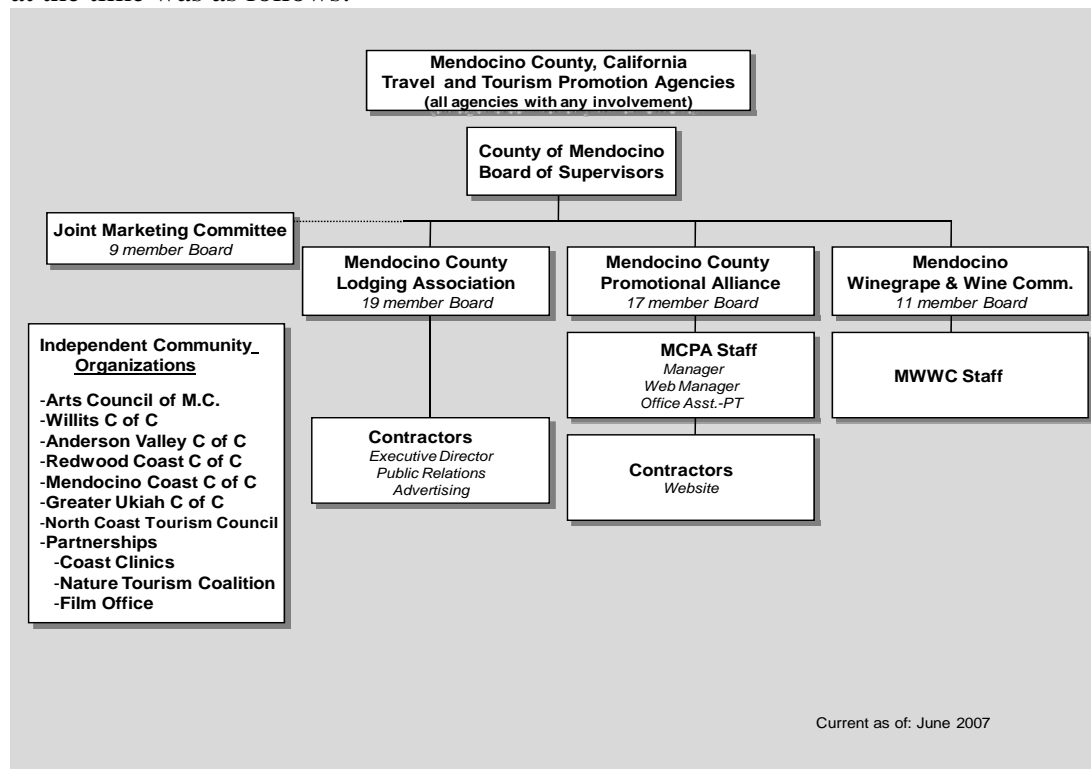 at the time was as follows:
Mendocino County, California
Travel and Tourism Promotion Agencies
(all agencies with any involvement)
County of Mendocino
Board of Supervisors
Joint Marketing Committee
9 member Board
Mendocino County
Lodging Association
19 member Board
Mendocino County
Promotional Alliance
17 member Board
Mendocino
Winegrape & Wine Comm.
11 member Board
Independent Community
Organizations
-Arts Council of M.C.
-Willits C of C
-Anderson Valley C of C
-Redwood Coast C of C
-Mendocino Coast C of C
-Greater Ukiah C of C
-North Coast Tourism Council
-Partnerships
-Coast Clinics
-Nature Tourism Coalition
-Film Office
Contractors
Executive Director
Public Relations
Advertising
MCPA Staff
Manager
Web Manager
Office Asst.-PT
Contractors
Website
MWWC Staff
Current as of: June 2007